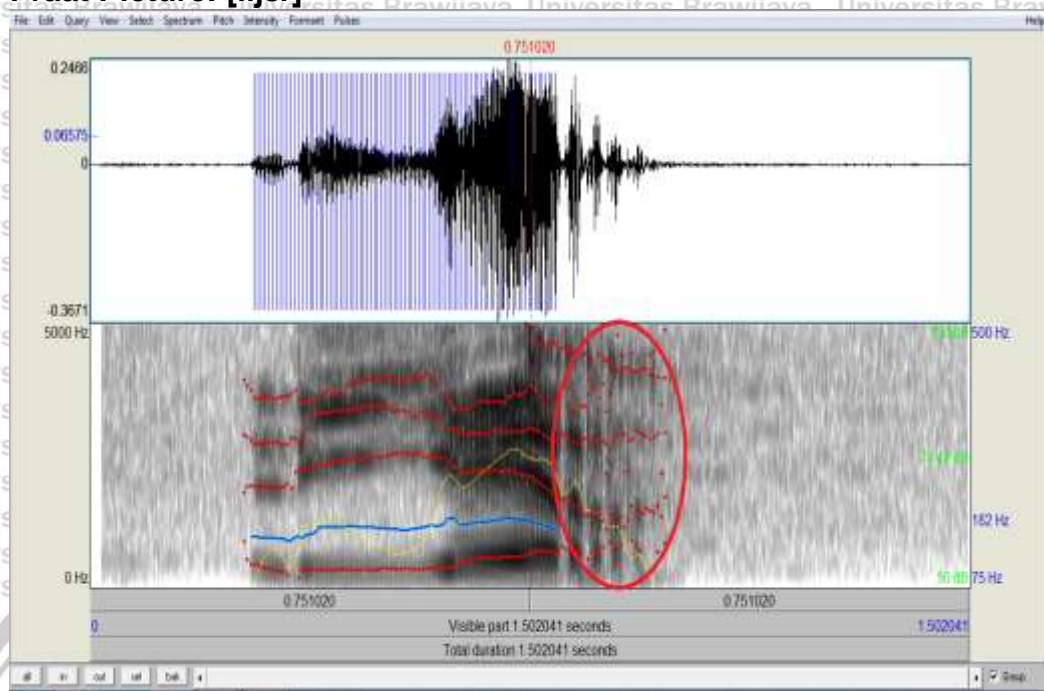 Universitas Brawijaya Universitas Brawijaya Universitas Bra
File Edit Query View Select Spectrum Pitch Intensity Formant Pulses Help
0.751020
0.2466
0.06575
0
-0.3671
5000 Hz 500 Hz
182 Hz
0 Hz 50 dB 75 Hz
0.751020 0.751020
0 Visible part 1.502041 seconds 1.502041
Total duration 1.502041 seconds
all in out sel bak Group